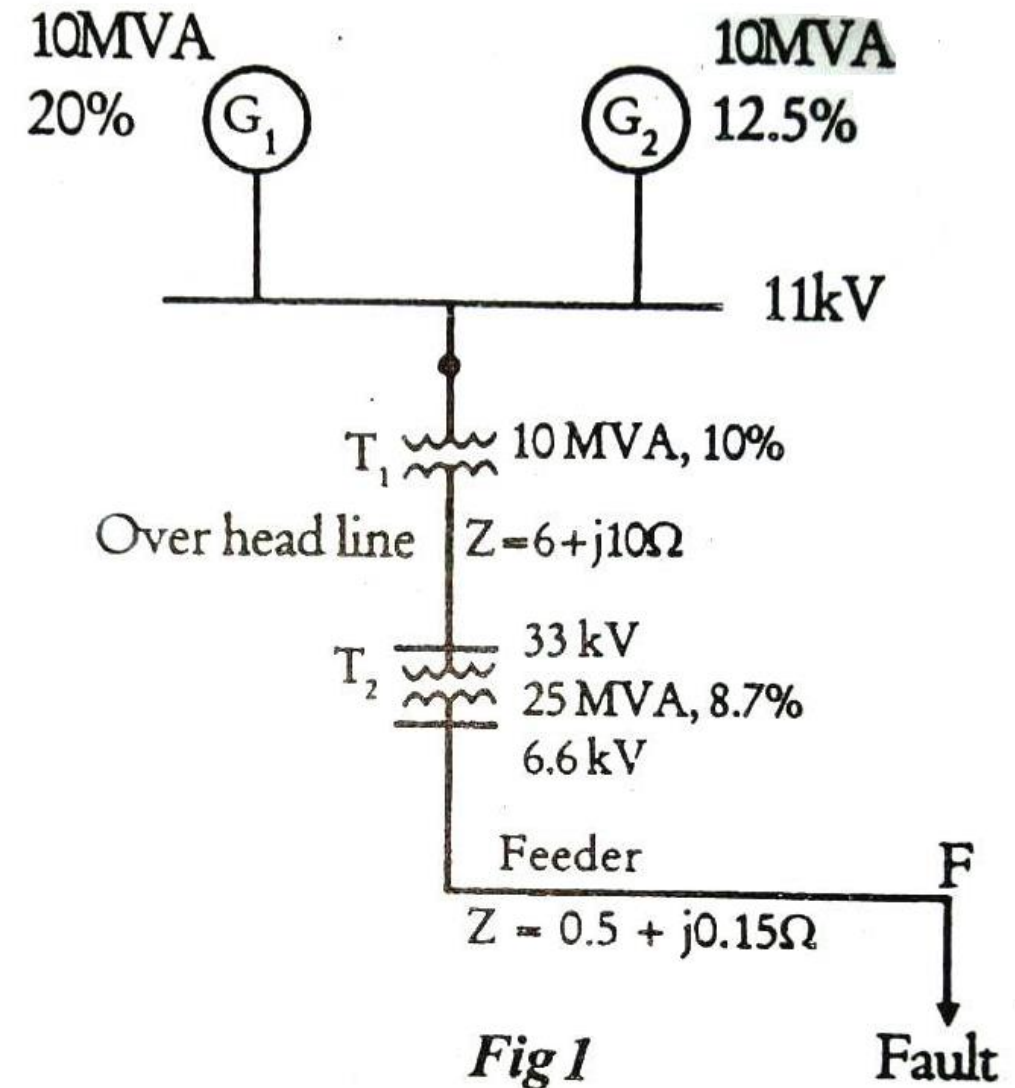 10MVA
20%
G₁
G₂
10MVA
12.5%
11kV
T₁
10 MVA, 10%
Over head line
Z=6+j10Ω
T₂
33 kV
25 MVA, 8.7%
6.6 kV
Feeder
F
Z = 0.5 + j0.15Ω
Fig 1
Fault